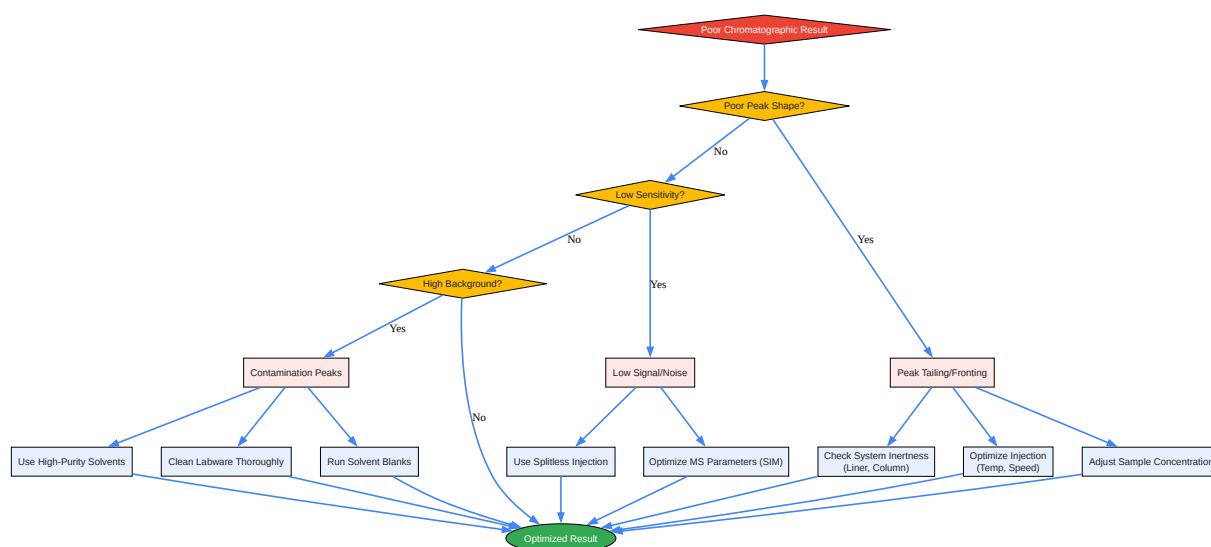 Poor Chromatographic Result
Poor Peak Shape?
No
Low Sensitivity?
No
Yes
High Background?
Yes
Yes
Contamination Peaks
Low Signal/Noise
Peak Tailing/Fronting
No
Use High-Purity Solvents
Clean Labware Thoroughly
Run Solvent Blanks
Use Splitless Injection
Optimize MS Parameters (SIM)
Check System Inertness
(Liner, Column)
Optimize Injection
(Temp, Speed)
Adjust Sample Concentration
Optimized Result